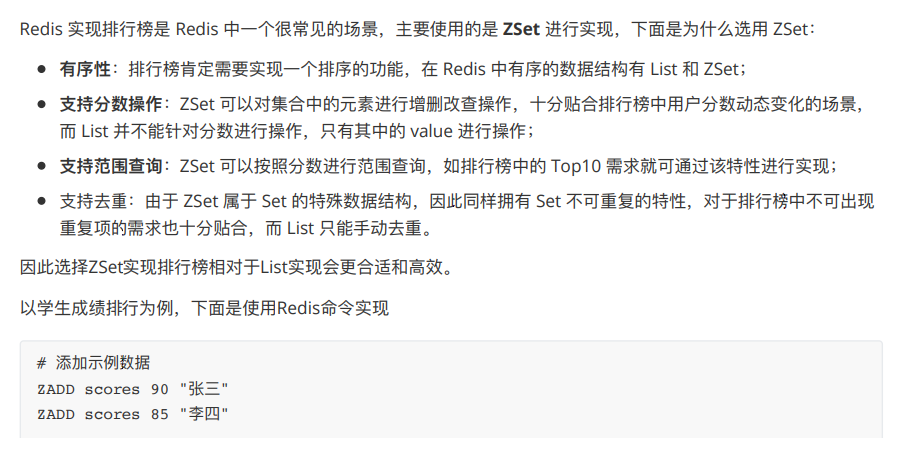 Redis 实现排行榜是 Redis 中一个很常见的场景，主要使用的是 ZSet 进行实现，下面是为什么选用 ZSet：
● 有序性：排行榜肯定需要实现一个排序的功能，在 Redis 中有序的数据结构有 List 和 ZSet；
● 支持分数操作：ZSet 可以对集合中的元素进行增删改查操作，十分贴合排行榜中用户分数动态变化的场景，
而 List 并不能针对分数进行操作，只有其中的 value 进行操作；
● 支持范围查询：ZSet 可以按照分数进行范围查询，如排行榜中的 Top10 需求就可通过该特性进行实现；
● 支持去重：由于 ZSet 属于 Set 的特殊数据结构，因此同样拥有 Set 不可重复的特性，对于排行榜中不可出现
重复项的需求也十分贴合，而 List 只能手动去重。
因此选择ZSet实现排行榜相对于List实现会更合适和高效。
以学生成绩排行为例，下面是使用Redis命令实现
# 添加示例数据
ZADD scores 90 "张三"
ZADD scores 85 "李四"